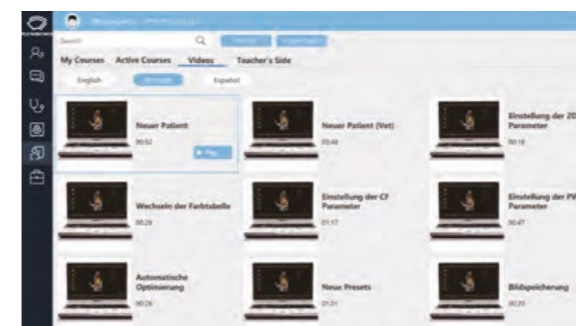 Search
My Courses Active Courses Videos Teacher's Side
English Español
Neuer Patient
00:52
Play
Neuer Patient (Vet)
00:48
Einstellung der 2D
Parameter
00:18
Wechseln der Farbtabelle
00:26
Einstellung der CF
Parameter
01:17
Einstellung der PW
Parameter
00:47
Automatische
Optimierung
00:28
Neue Presets
01:31
Bildspeicherung
00:20